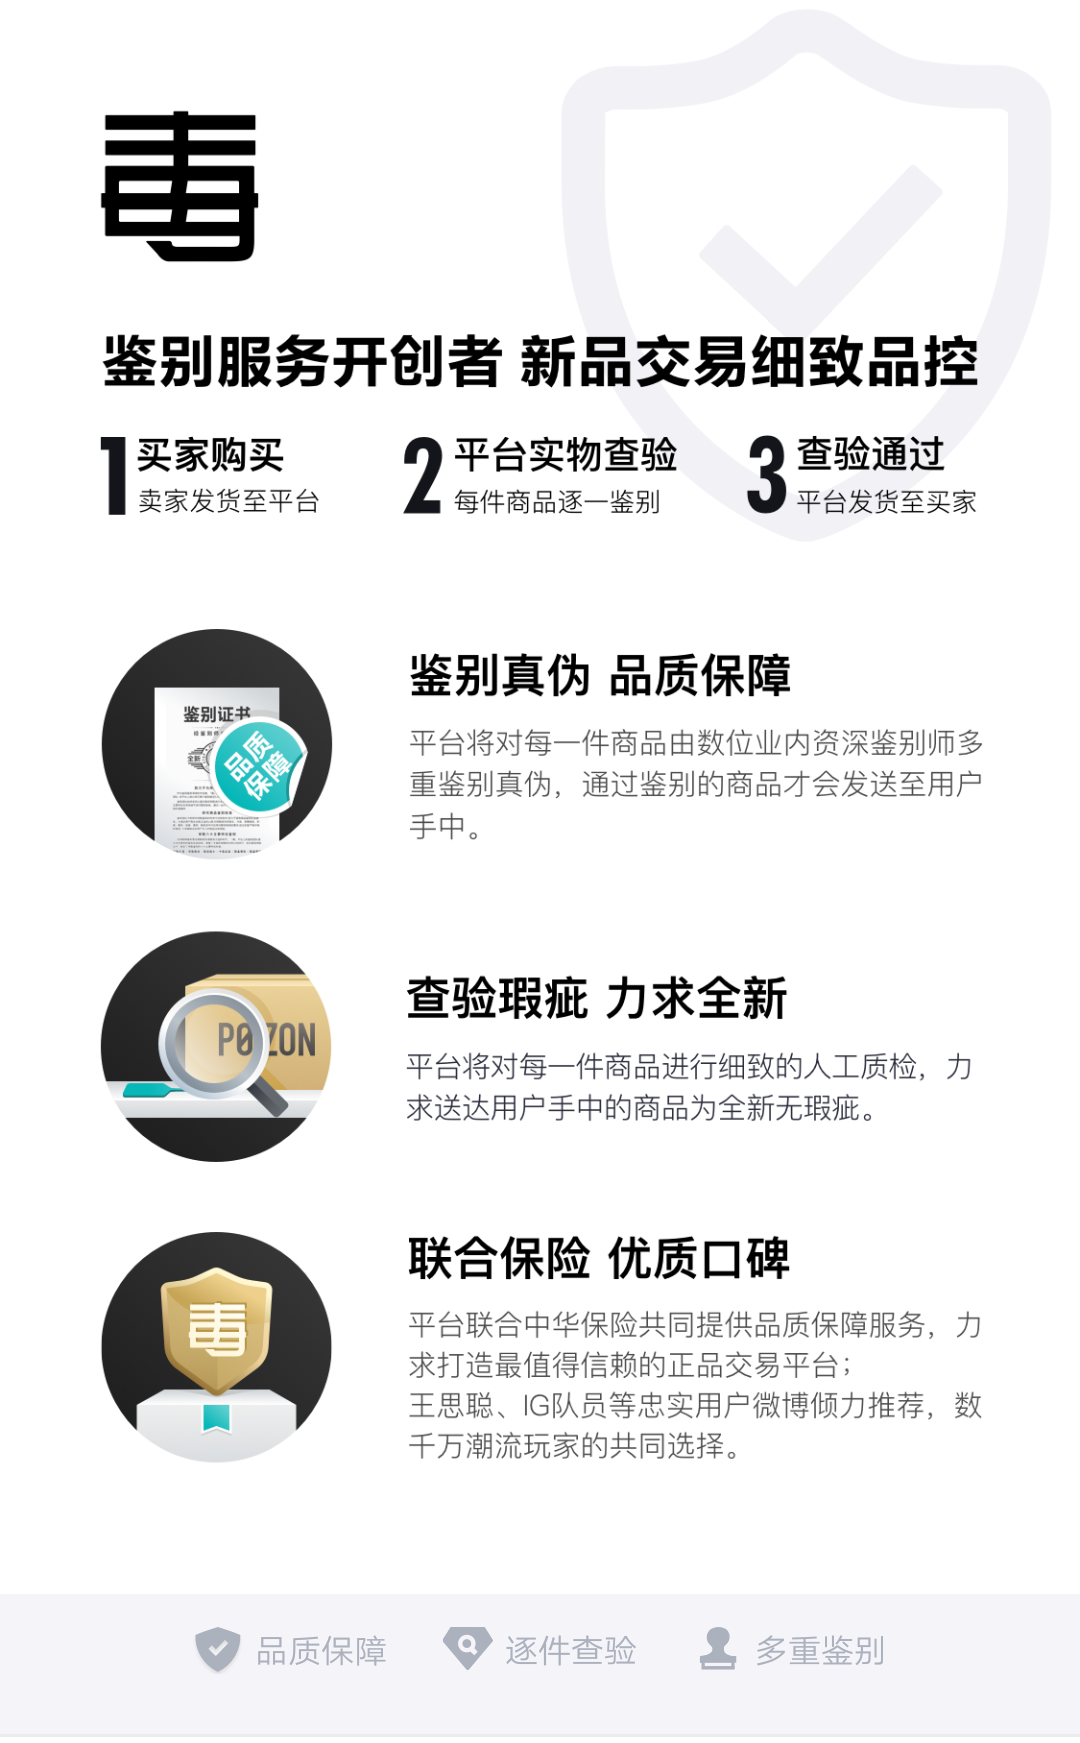 毒
鉴别服务开创者 新品交易细致品控
1 买家购买
卖家发货至平台
2 平台实物查验
每件商品逐一鉴别
3 查验通过
平台发货至买家
鉴别证书
全新
品质
保障
鉴别真伪 品质保障
平台将对每一件商品由数位业内资深鉴别师多
重鉴别真伪，通过鉴别的商品才会发送至用户
手中。
POIZON
查验瑕疵 力求全新
平台将对每一件商品进行细致的人工质检，力
求送达用户手中的商品为全新无瑕疵。
毒
联合保险 优质口碑
平台联合中华保险共同提供品质保障服务，力
求打造最值得信赖的正品交易平台；
王思聪、IG队员等忠实用户微博倾力推荐，数
千万潮流玩家的共同选择。
品质保障
逐件查验
多重鉴别